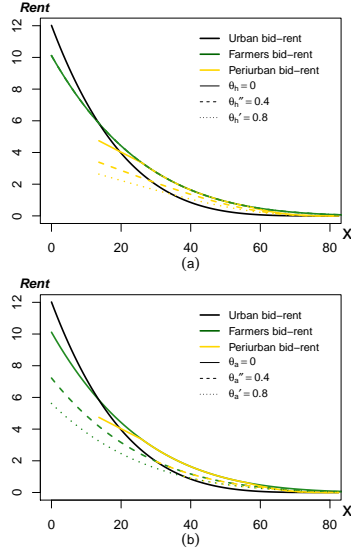 Rent
12
10
8
6
4
2
0
Urban bid−rent
Farmers bid−rent
Periurban bid−rent
θh = 0
θh″ = 0.4
θh′ = 0.8
0 20 40 60 80 X
(a)
Rent
12
10
8
6
4
2
0
Urban bid−rent
Farmers bid−rent
Periurban bid−rent
θa = 0
θa″ = 0.4
θa′ = 0.8
0 20 40 60 80 X
(b)